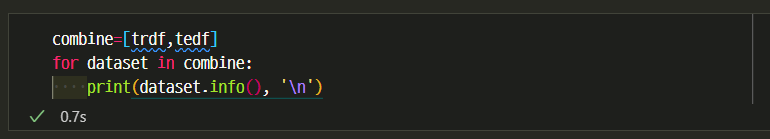 combine=[trdf,tedf]
for dataset in combine:
    print(dataset.info(), '\n')
0.7s